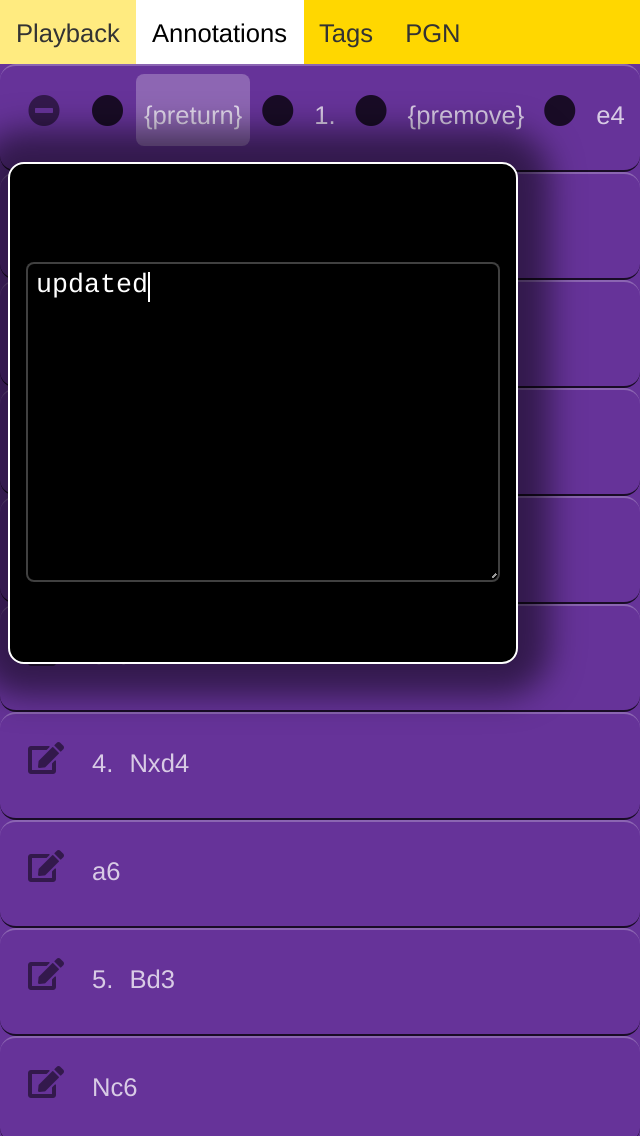 Playback Annotations Tags PGN
{preturn} 1. {premove} e4
updated
4. Nxd4
a6
5. Bd3
Nc6